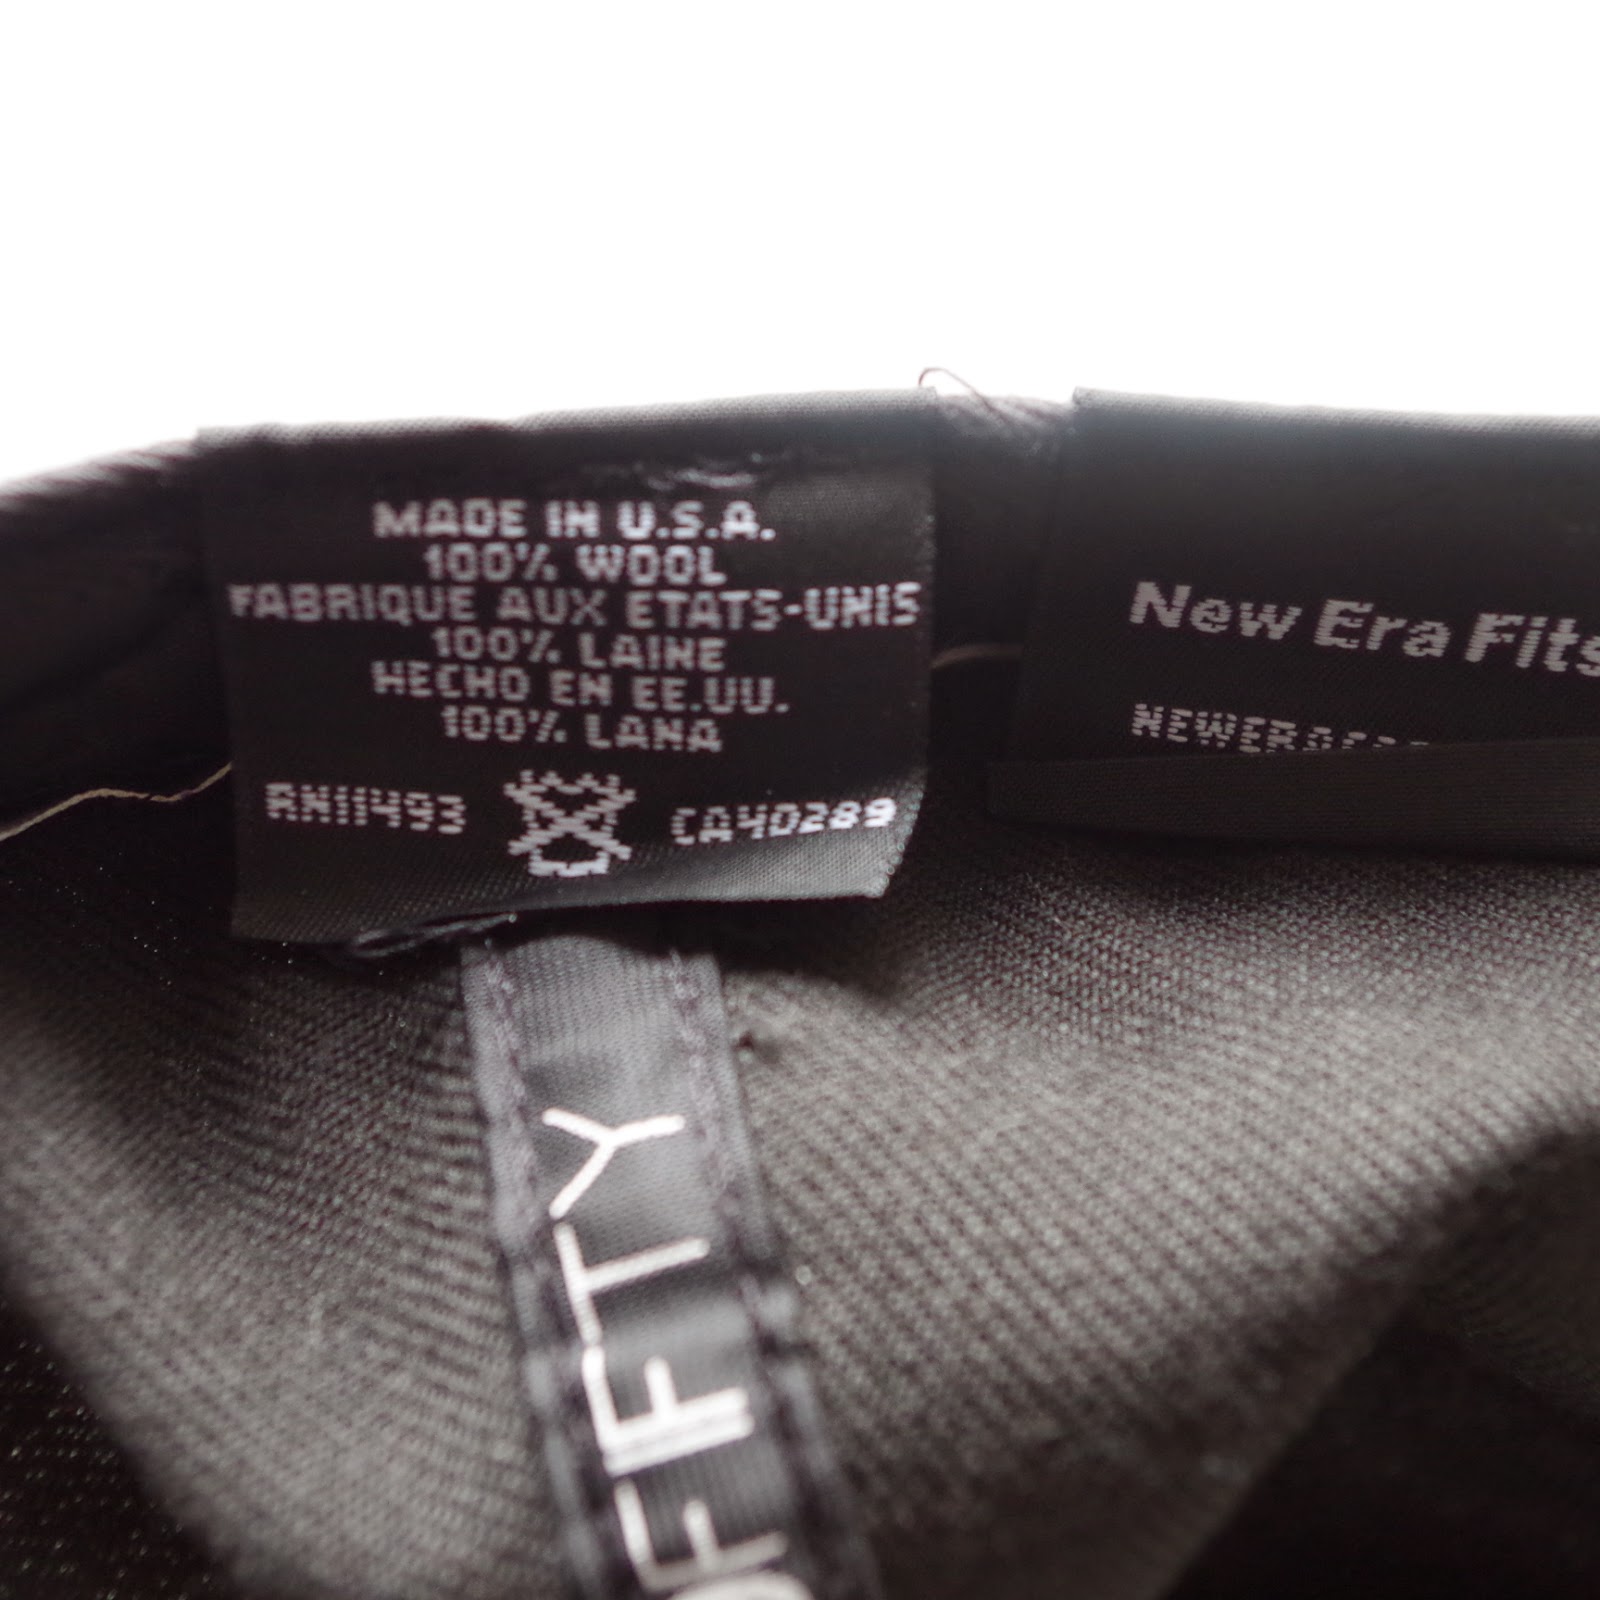 MADE IN U.S.A.
100% WOOL
FABRIQUE AUX ETATS-UNIS
100% LAINE
HECHO EN EE.UU.
100% LANA
RN11493 CA40289
New Era Fits
FIFTY